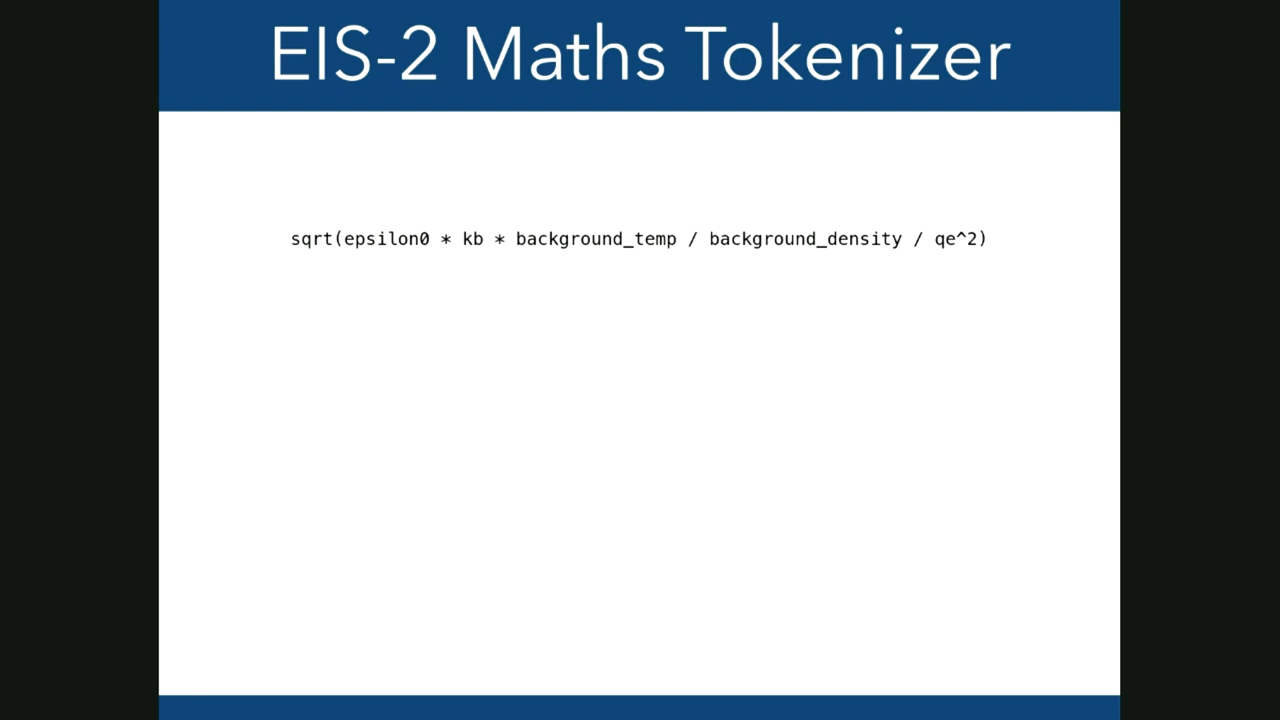 EIS-2 Maths Tokenizer
sqrt(epsilon0 * kb * background_temp / background_density / qe^2)